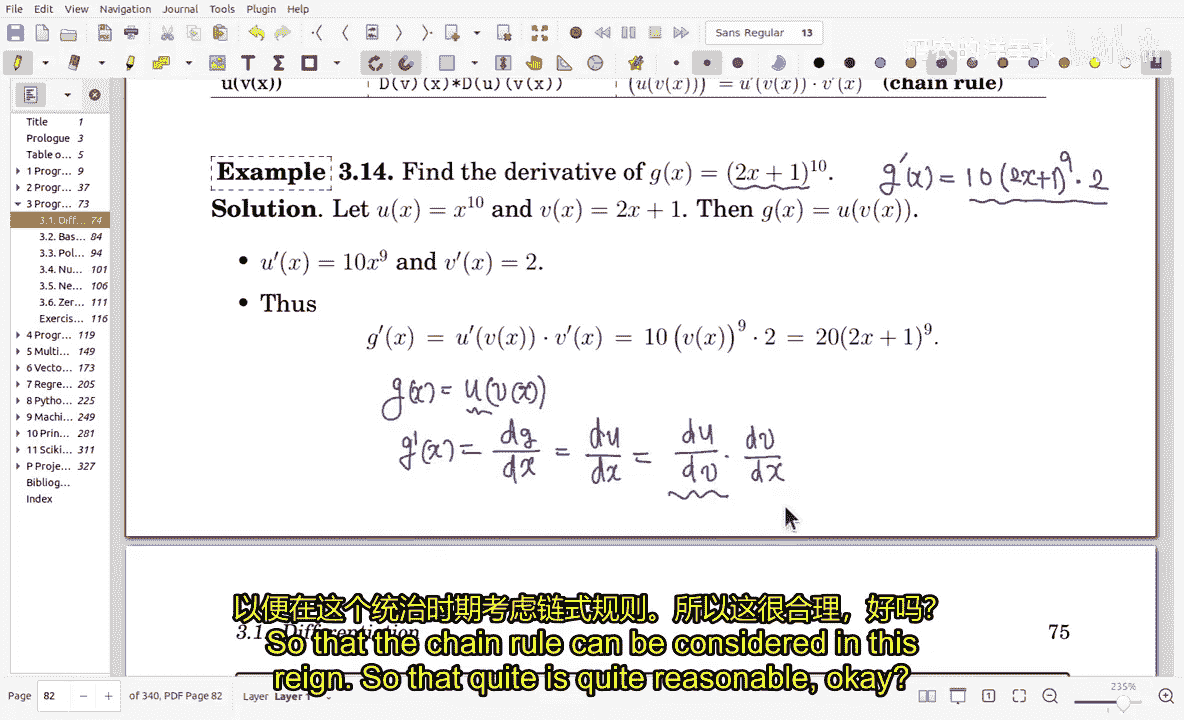 File Edit View Navigation Journal Tools Plugin Help
Sans Regular 13
Title 1
Prologue 3
Table o... 5
1 Progr... 9
2 Progr... 37
3 Progr... 73
3.1. Diff... 74
3.2. Bas... 84
3.3. Pol... 94
3.4. Nu... 101
3.5. Ne... 106
3.6. Zer... 111
Exercis... 116
4 Progr... 119
5 Multi... 149
6 Vecto... 173
7 Regre... 205
8 Pytho... 225
9 Machi... 249
10 Prin... 281
11 Sciki... 311
P Proje... 327
Bibliog...
Index
u(v(x)) D(v)(x)*D(u)(v(x)) (u(v(x)))′ = u′(v(x)) · v′(x) (chain rule)
Example 3.14. Find the derivative of g(x) = (2x + 1)¹⁰.
g′(x) = 10(2x+1)⁹ · 2
Solution. Let u(x) = x¹⁰ and v(x) = 2x + 1. Then g(x) = u(v(x)).
• u′(x) = 10x⁹ and v′(x) = 2.
• Thus
g′(x) = u′(v(x)) · v′(x) = 10 (v(x))⁹ · 2 = 20(2x + 1)⁹.
g(x) = u(v(x))
g′(x) = dg/dx = du/dx = du/dv · dv/dx
以便在这个统治时期考虑链式规则。所以这很合理，好吗？
3.1. Differentiation 75
So that the chain rule can be considered in this
reign. So that quite is quite reasonable, okay?
Page 82 of 340, PDF Page 82 Layer Layer 1 235%